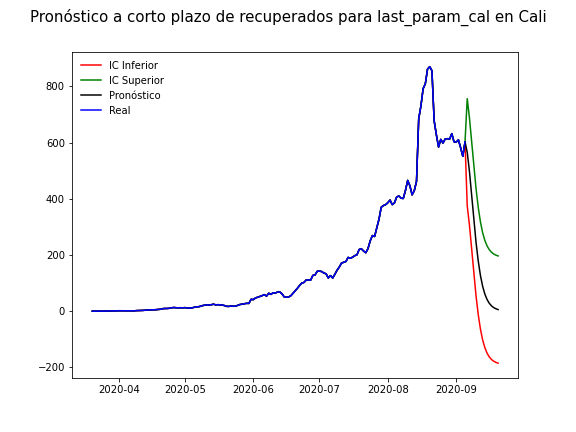 Pronóstico a corto plazo de recuperados para last_param_cal en Cali
IC Inferior
IC Superior
Pronóstico
Real
800
600
400
200
0
−200
2020-04 2020-05 2020-06 2020-07 2020-08 2020-09